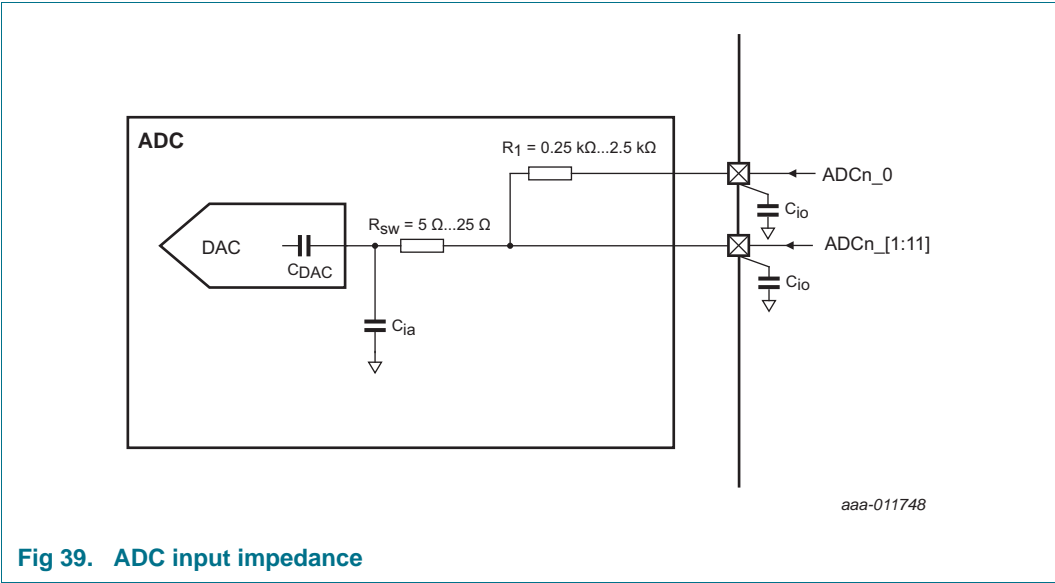 ADC
R1 = 0.25 kΩ...2.5 kΩ
ADCn_0
Cio
Rsw = 5 Ω...25 Ω
DAC
CDAC
ADCn_[1:11]
Cio
Cia
aaa-011748
Fig 39. ADC input impedance